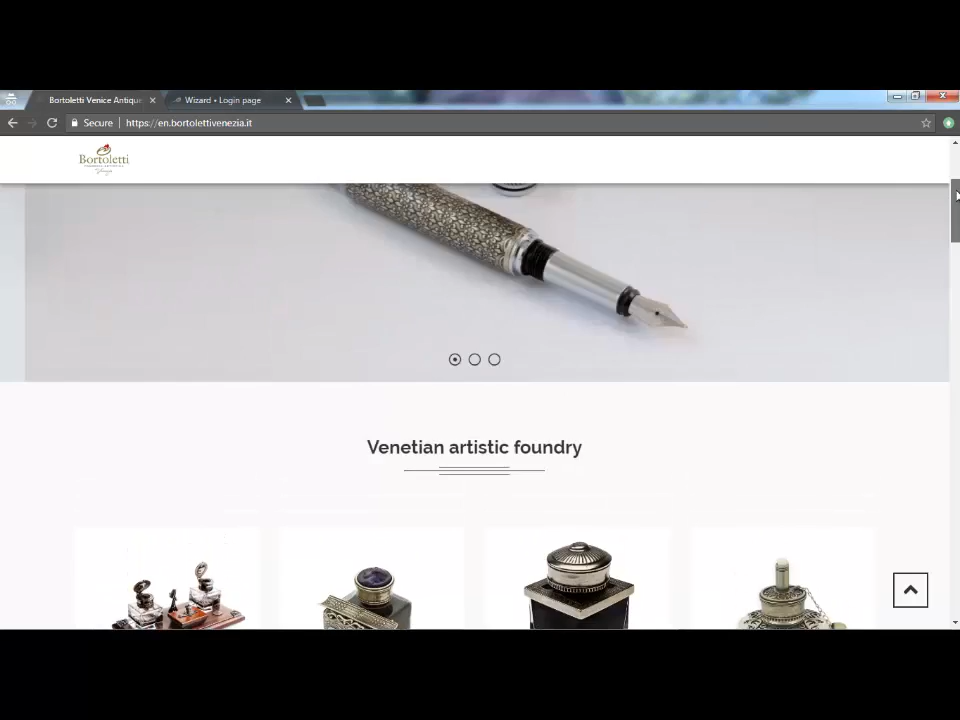 Bortoletti Venice Antique
Wizard • Login page
Secure
https://en.bortolettivenezia.it
Bortoletti
Venetian artistic foundry